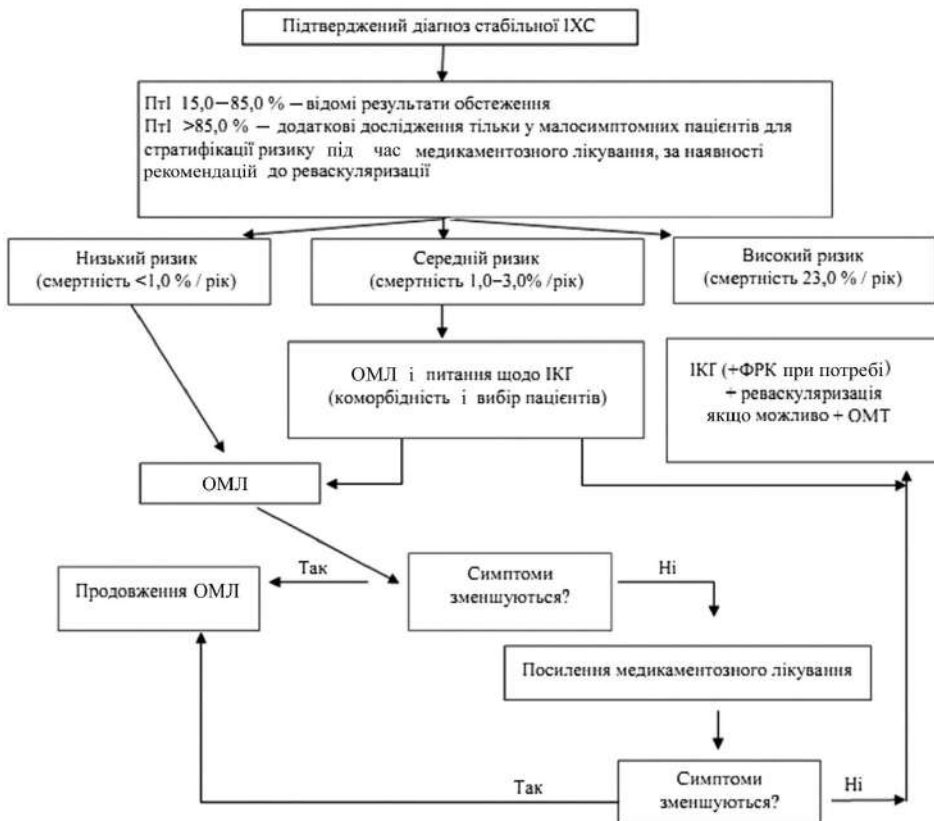 Підтверджений діагноз стабільної ІХС
ПтІ 15,0–85,0 % – відомі результати обстеження
ПтІ >85,0 % – додаткові дослідження тільки у малосимптомних пацієнтів для
стратифікації ризику під час медикаментозного лікування, за наявності
рекомендацій до реваскуляризації
Низький ризик
(смертність <1,0 % / рік)
Середній ризик
(смертність 1,0–3,0% /рік)
Високий ризик
(смертність 23,0 % / рік)
ОМЛ і питання щодо ІКГ
(коморбідність і вибір пацієнтів)
ІКГ (+ФРК при потребі)
+ реваскуляризація
якщо можливо + ОМТ
ОМЛ
Так
Симптоми
зменшуються?
Ні
Продовження ОМЛ
Посилення медикаментозного лікування
Так
Симптоми
зменшуються?
Ні